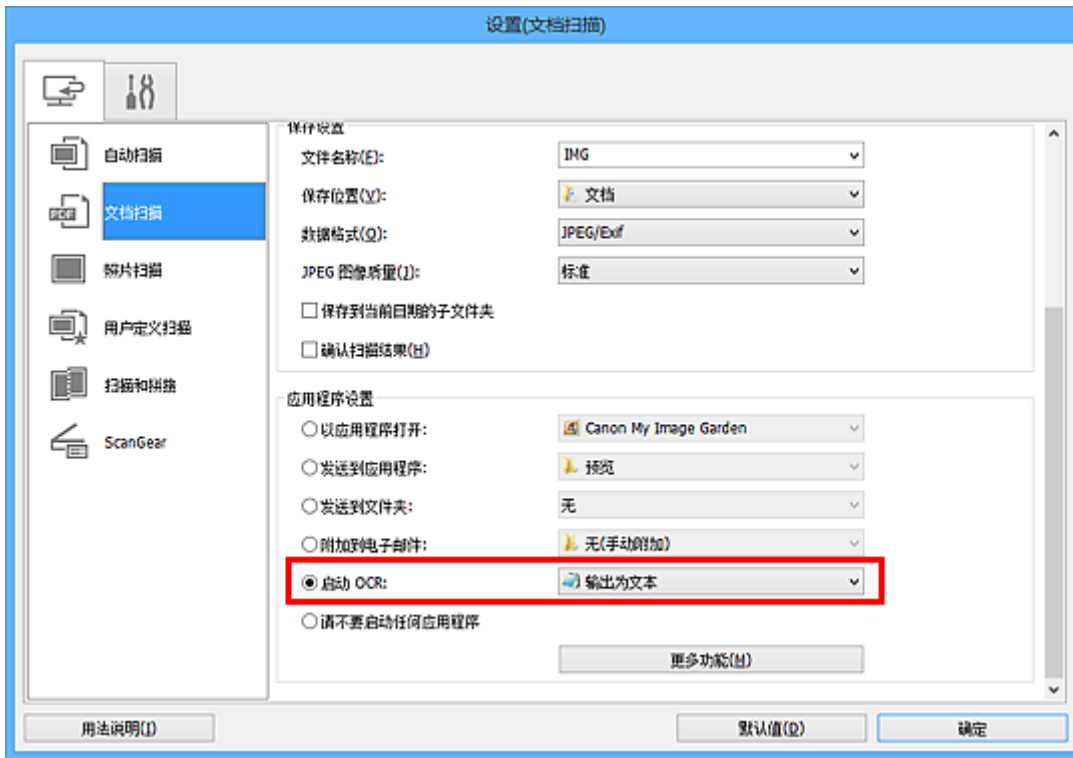 设置(文档扫描)
自动扫描
文档扫描
照片扫描
用户定义扫描
扫描和拼接
ScanGear
保存设置
文件名称(F): IMG
保存位置(V): 文档
数据格式(O): JPEG/Exif
JPEG 图像质量(J): 标准
保存到当前日期的子文件夹
确认扫描结果(H)
应用程序设置
以应用程序打开: Canon My Image Garden
发送到应用程序: 预览
发送到文件夹: 无
附加到电子邮件: 无(手动附加)
启动 OCR: 输出为文本
请不要启动任何应用程序
更多功能(M)
用法说明(I) 默认值(D) 确定